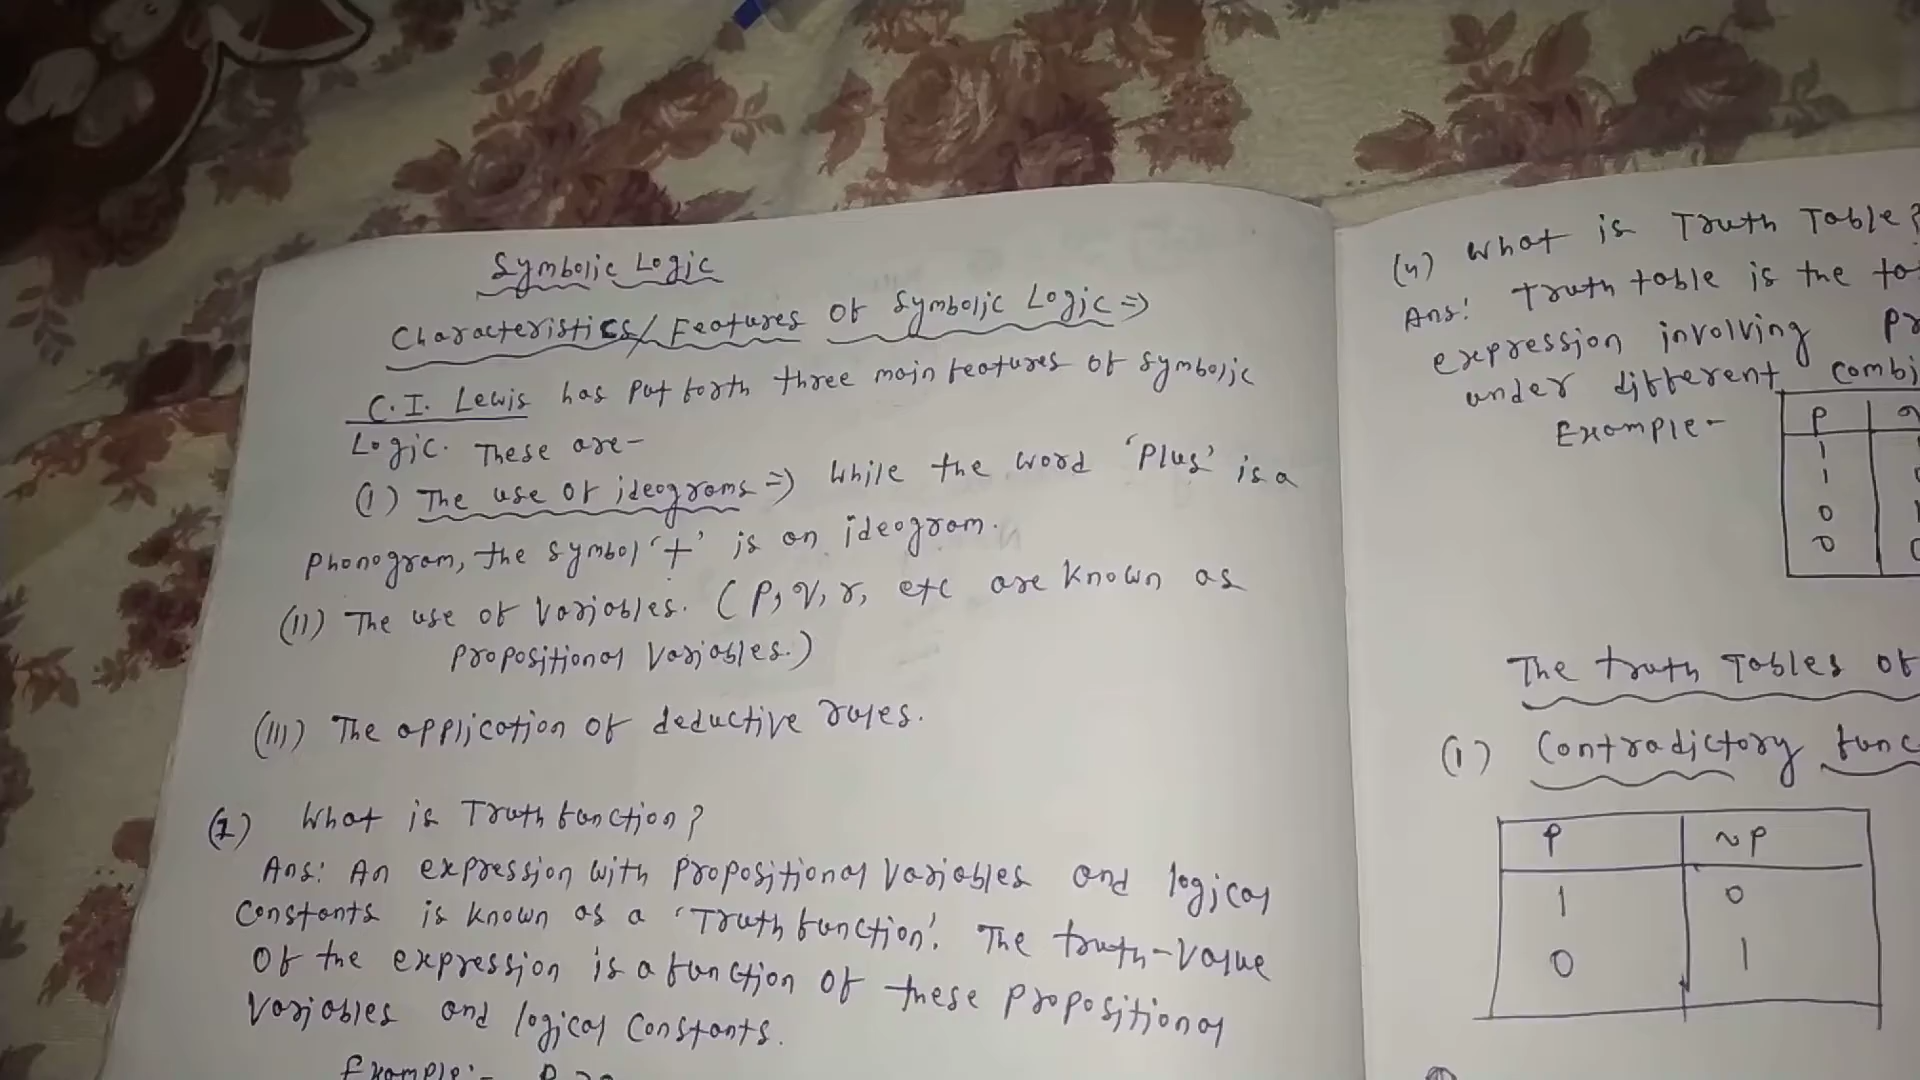 Symbolic Logic
Characteristics/Features Of Symbolic Logic ⇒
C.I. Lewis has put forth three main features of symbolic
Logic. These are-
(I) The use of ideograms ⇒) While the word 'Plus' is a
Phonogram, the symbol '+' is an ideogram.
(II) The use of Variables. (P, q, r, etc are known as
Propositional Variables.)
(III) The application of deductive rules.
What is Truth function?
Ans: An expression with Propositional Variables and logical
Constants is known as a 'Truth function'. The truth-Value
Of the expression is a function of these propositional
Variables and logical Constants.
Example:-
(4) What is Truth Table?
Ans: Truth table is the
expression involving
under different
Example-
P
1
1
0
0
The truth Tables of
(1) Contradictory
P ~P
1 0
0 1